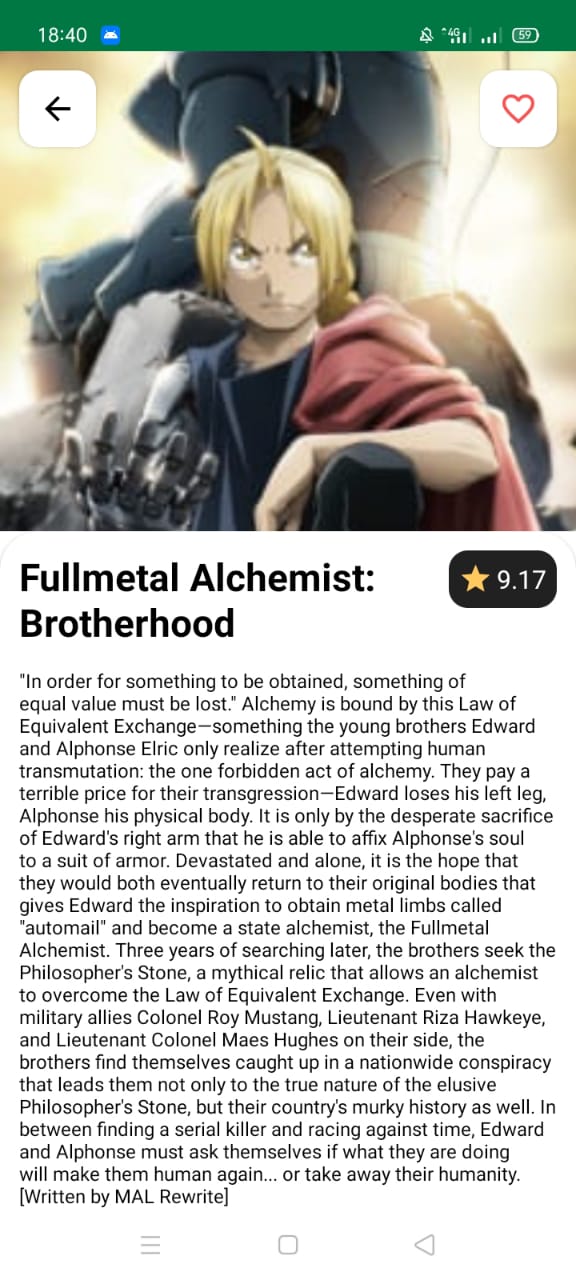 18:40
4G
59
Fullmetal Alchemist:
Brotherhood
9.17
"In order for something to be obtained, something of
equal value must be lost." Alchemy is bound by this Law of
Equivalent Exchange—something the young brothers Edward
and Alphonse Elric only realize after attempting human
transmutation: the one forbidden act of alchemy. They pay a
terrible price for their transgression—Edward loses his left leg,
Alphonse his physical body. It is only by the desperate sacrifice
of Edward's right arm that he is able to affix Alphonse's soul
to a suit of armor. Devastated and alone, it is the hope that
they would both eventually return to their original bodies that
gives Edward the inspiration to obtain metal limbs called
"automail" and become a state alchemist, the Fullmetal
Alchemist. Three years of searching later, the brothers seek the
Philosopher's Stone, a mythical relic that allows an alchemist
to overcome the Law of Equivalent Exchange. Even with
military allies Colonel Roy Mustang, Lieutenant Riza Hawkeye,
and Lieutenant Colonel Maes Hughes on their side, the
brothers find themselves caught up in a nationwide conspiracy
that leads them not only to the true nature of the elusive
Philosopher's Stone, but their country's murky history as well. In
between finding a serial killer and racing against time, Edward
and Alphonse must ask themselves if what they are doing
will make them human again... or take away their humanity.
[Written by MAL Rewrite]